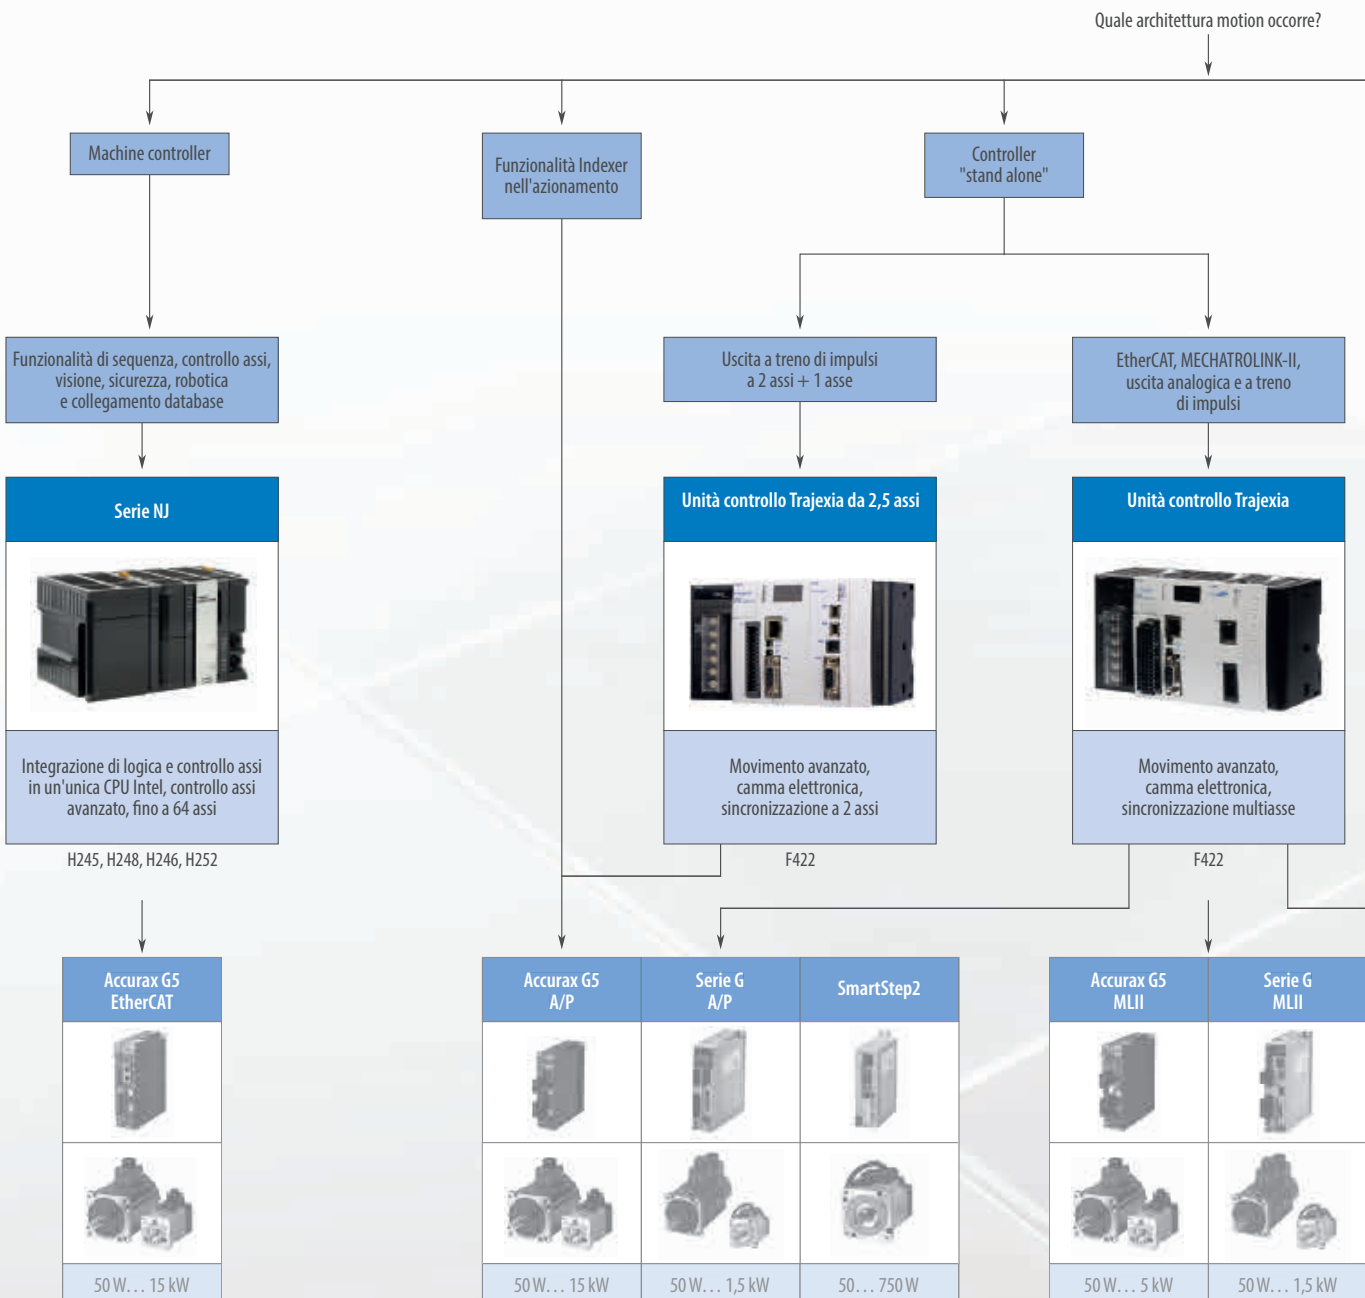 Quale architettura motion occorre?
Machine controller
Funzionalità Indexer
nell'azionamento
Controller
"stand alone"
Funzionalità di sequenza, controllo assi,
visione, sicurezza, robotica
e collegamento database
Uscita a treno di impulsi
a 2 assi + 1 asse
EtherCAT, MECHATROLINK-II,
uscita analogica e a treno
di impulsi
Serie NJ
Unità controllo Trajexia da 2,5 assi
Unità controllo Trajexia
Integrazione di logica e controllo assi
in un'unica CPU Intel, controllo assi
avanzato, fino a 64 assi
Movimento avanzato,
camma elettronica,
sincronizzazione a 2 assi
Movimento avanzato,
camma elettronica,
sincronizzazione multiasse
H245, H248, H246, H252
F422
F422
Accurax G5
EtherCAT
Accurax G5
A/P
Serie G
A/P
SmartStep2
Accurax G5
MLII
Serie G
MLII
50 W… 15 kW
50 W… 15 kW
50 W… 1,5 kW
50… 750 W
50 W… 5 kW
50 W… 1,5 kW